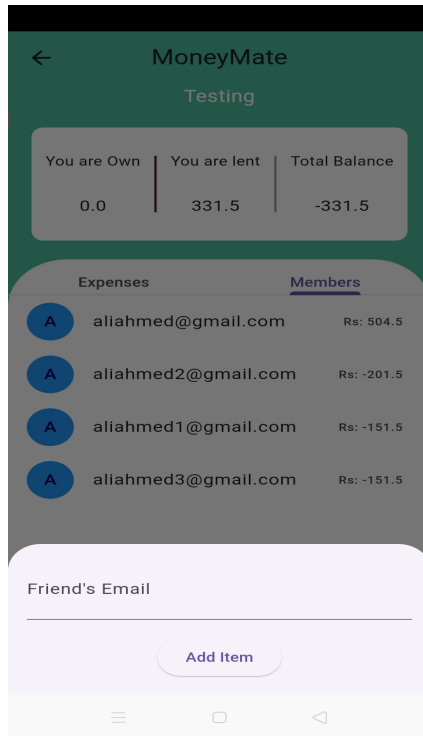 MoneyMate
Testing
You are Own You are lent Total Balance
0.0 331.5 -331.5
Expenses Members
A aliahmed@gmail.com Rs: 504.5
A aliahmed2@gmail.com Rs: -201.5
A aliahmed1@gmail.com Rs: -151.5
A aliahmed3@gmail.com Rs: -151.5
Friend's Email
Add Item